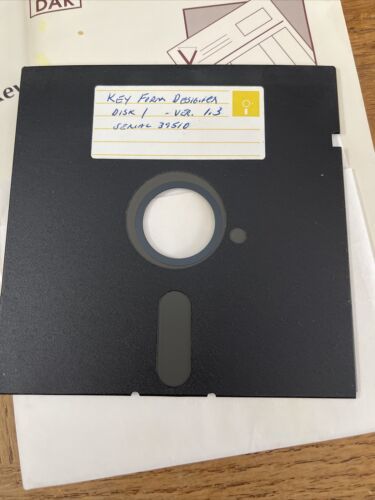 DAK
KEY FORM DESIGNER
DISK 1 - VER. 1.3
SERIAL 39510